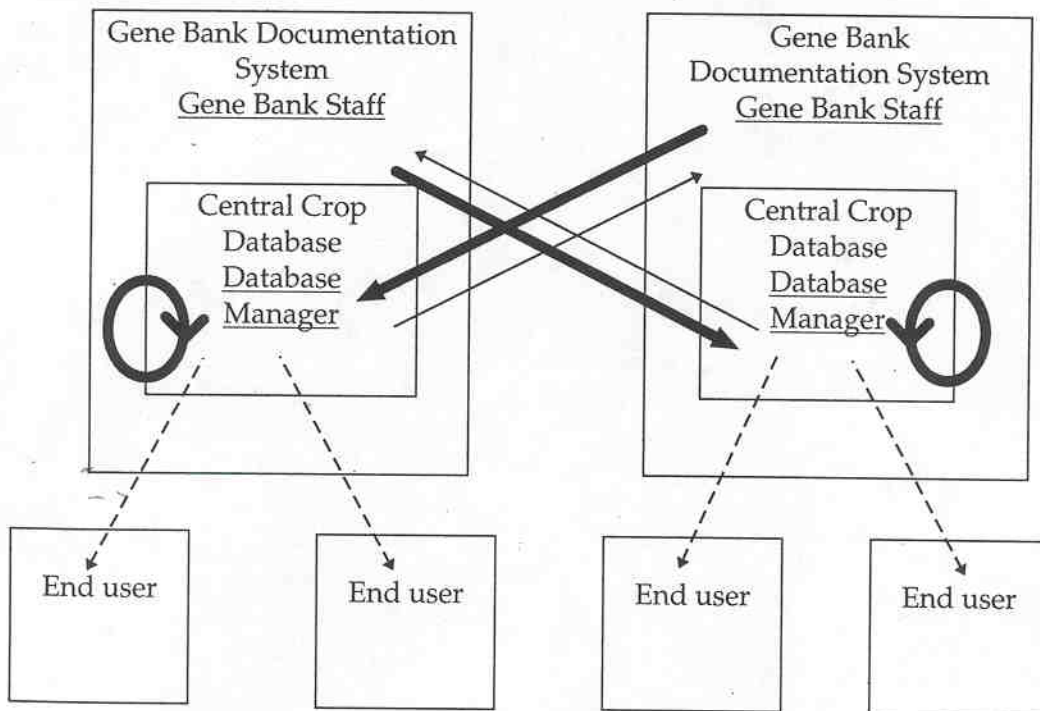 Gene Bank Documentation
System
Gene Bank Staff
Central Crop
Database
Database
Manager
Gene Bank
Documentation System
Gene Bank Staff
Central Crop
Database
Database
Manager
End user
End user
End user
End user